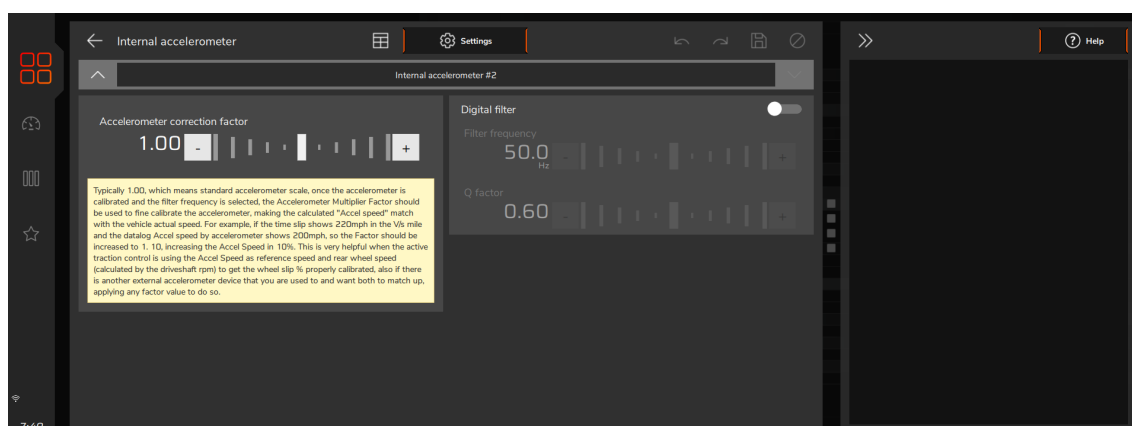 Internal accelerometer
Settings
Help
Internal accelerometer #2
Accelerometer correction factor
1.00
-
+
Typically 1.00, which means standard accelerometer scale, once the accelerometer is
calibrated and the filter frequency is selected, the Accelerometer Multiplier Factor should
be used to fine calibrate the accelerometer, making the calculated "Accel speed" match
with the vehicle actual speed. For example, if the time slip shows 220mph in the ⅛ mile
and the datalog Accel speed by accelerometer shows 200mph, so the Factor should be
increased to 1. 10, increasing the Accel Speed in 10%. This is very helpful when the active
traction control is using the Accel Speed as reference speed and rear wheel speed
(calculated by the driveshaft rpm) to get the wheel slip % properly calibrated, also if there
is another external accelerometer device that you are used to and want both to match up,
applying any factor value to do so.
Digital filter
Filter frequency
50.0
Hz
-
+
Q factor
0.60
-
+